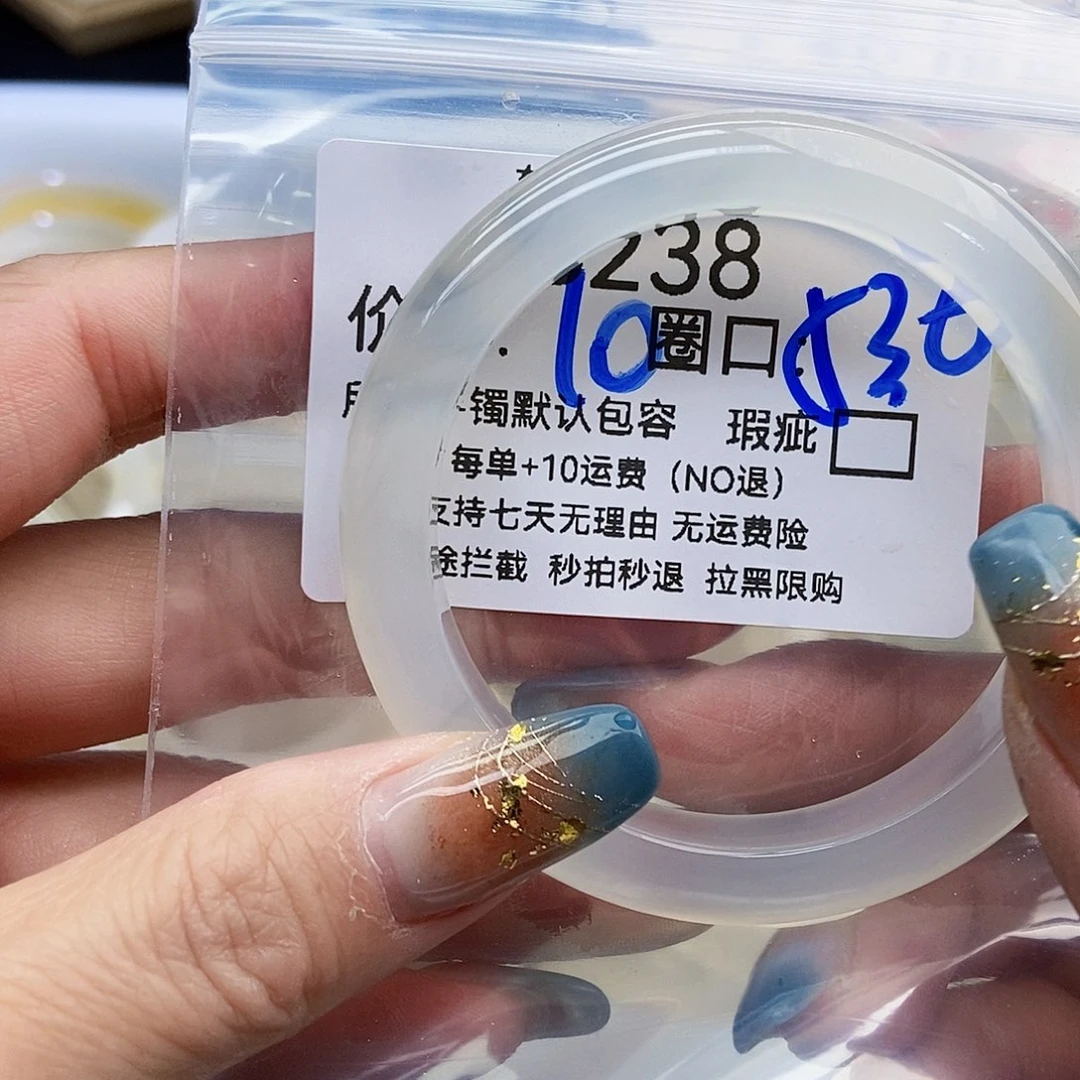 238
价 10 圈口:
镯默认包容 瑕疵
每单+10运费（NO退）
支持七天无理由 无运费险
途拦截 秒拍秒退 拉黑限购